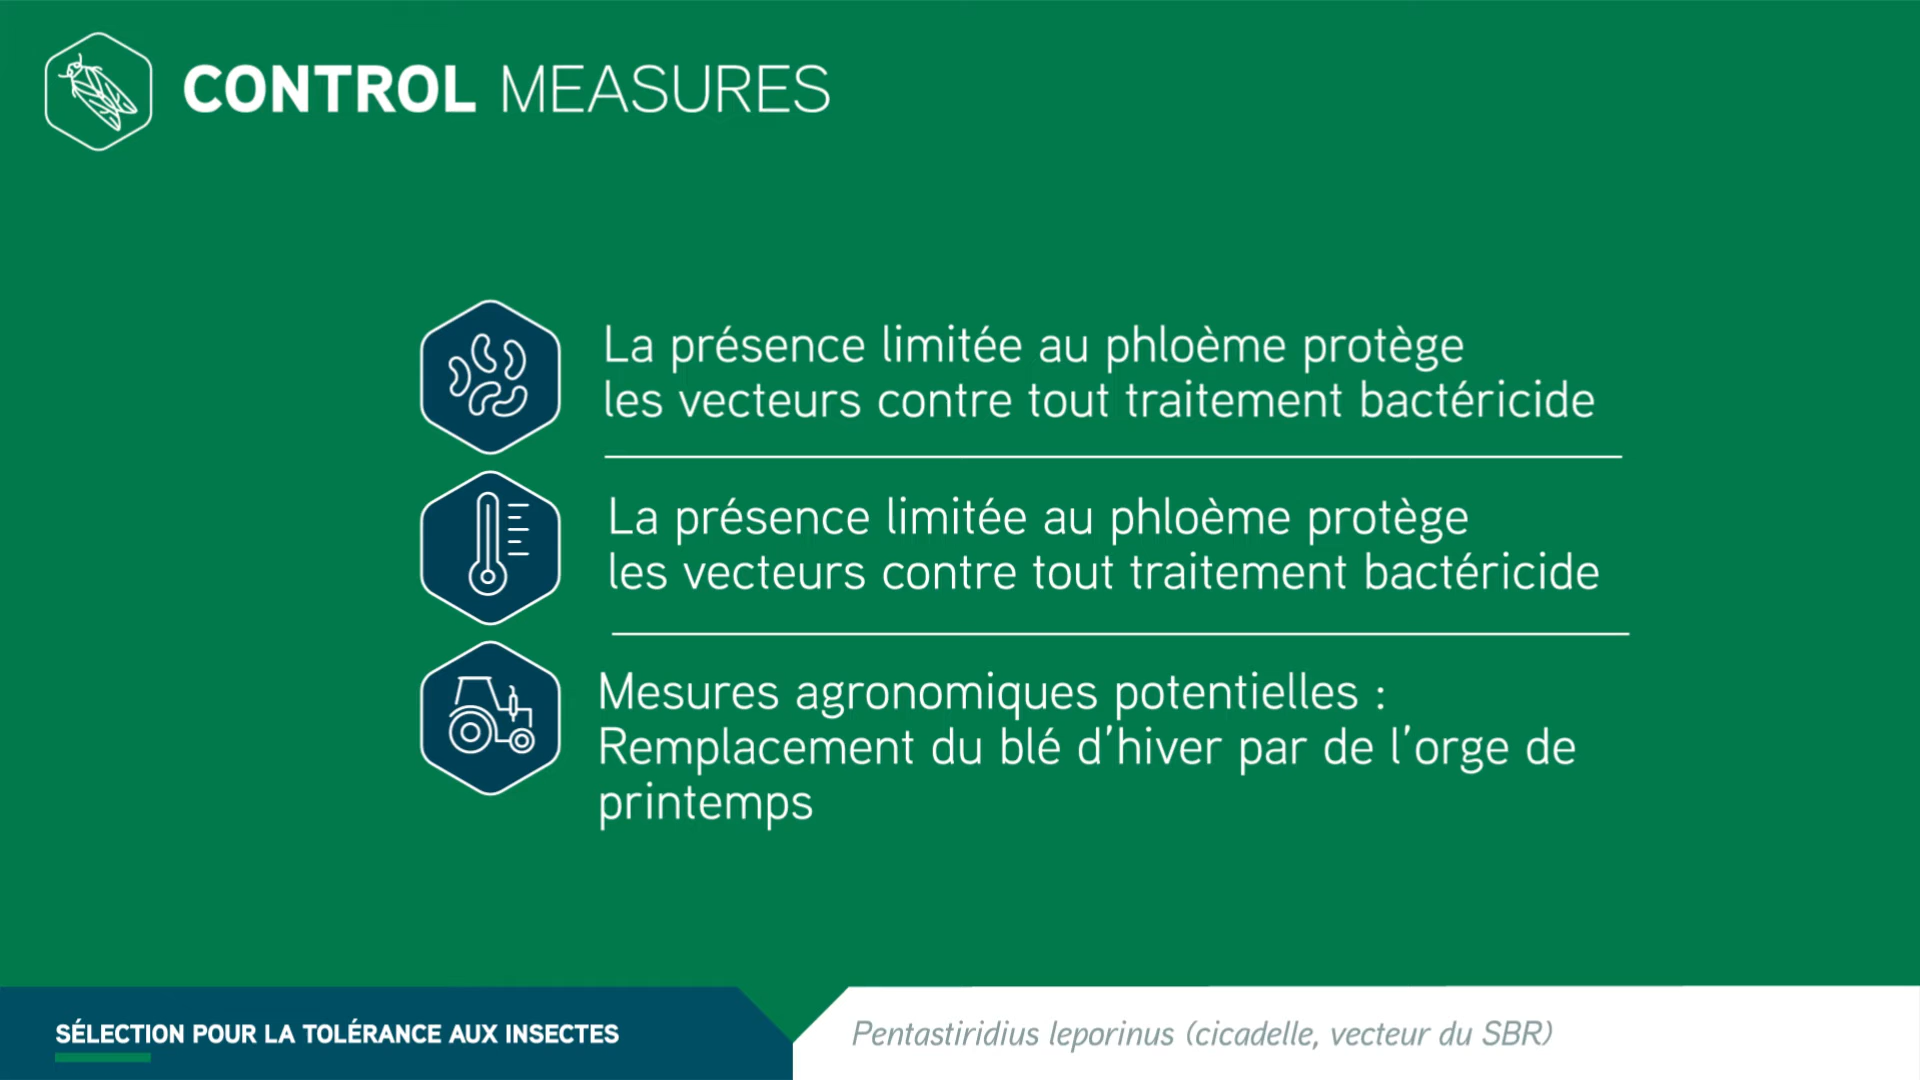 CONTROL MEASURES
La présence limitée au phloème protège
les vecteurs contre tout traitement bactéricide
La présence limitée au phloème protège
les vecteurs contre tout traitement bactéricide
Mesures agronomiques potentielles :
Remplacement du blé d'hiver par de l'orge de
printemps
SÉLECTION POUR LA TOLÉRANCE AUX INSECTES
Pentastiridius leporinus (cicadelle, vecteur du SBR)